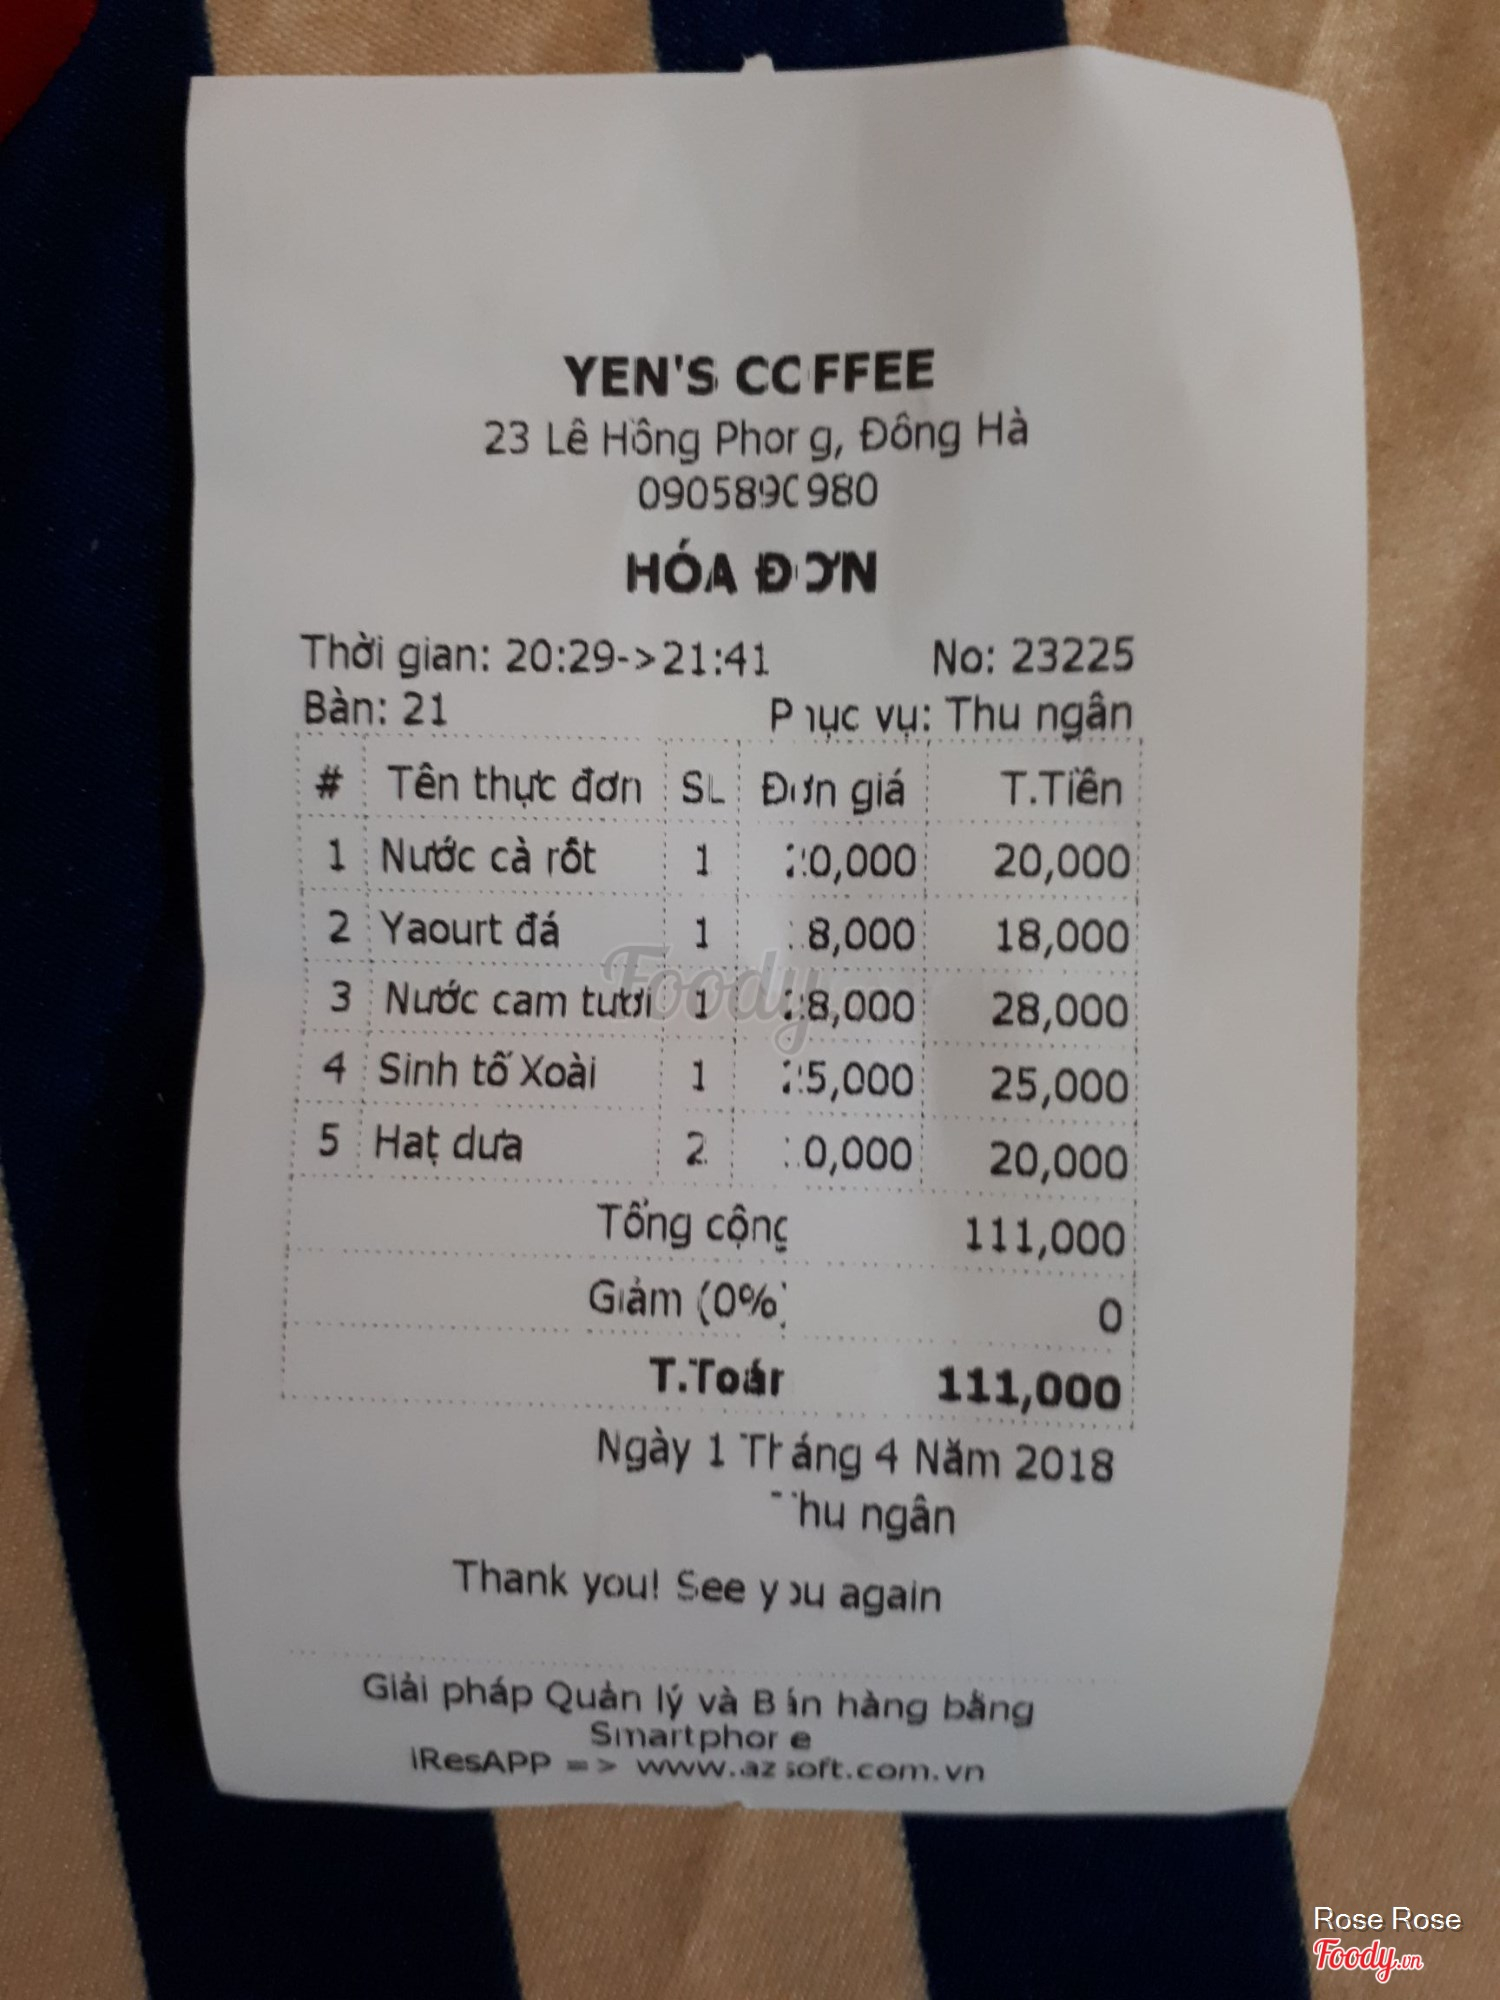 YEN'S COFFEE
23 Lê Hồng Phong, Đông Hà
0905890980
HÓA ĐƠN
Thời gian: 20:29->21:41 No: 23225
Bàn: 21 Phục vụ: Thu ngân
# Tên thực đơn SL Đơn giá T.Tiền
1 Nước cà rốt 1 20,000 20,000
2 Yaourt đá 1 18,000 18,000
3 Nước cam tươi 1 28,000 28,000
4 Sinh tố Xoài 1 25,000 25,000
5 Hạt dưa 2 10,000 20,000
Tổng cộng 111,000
Giảm (0%) 0
T.Toán 111,000
Ngày 1 Tháng 4 Năm 2018
Thu ngân
Thank you! See you again
Giải pháp Quản lý và Bán hàng bằng
Smartphone
iResAPP => www.azsoft.com.vn
Foody
Rose Rose
Foody.vn